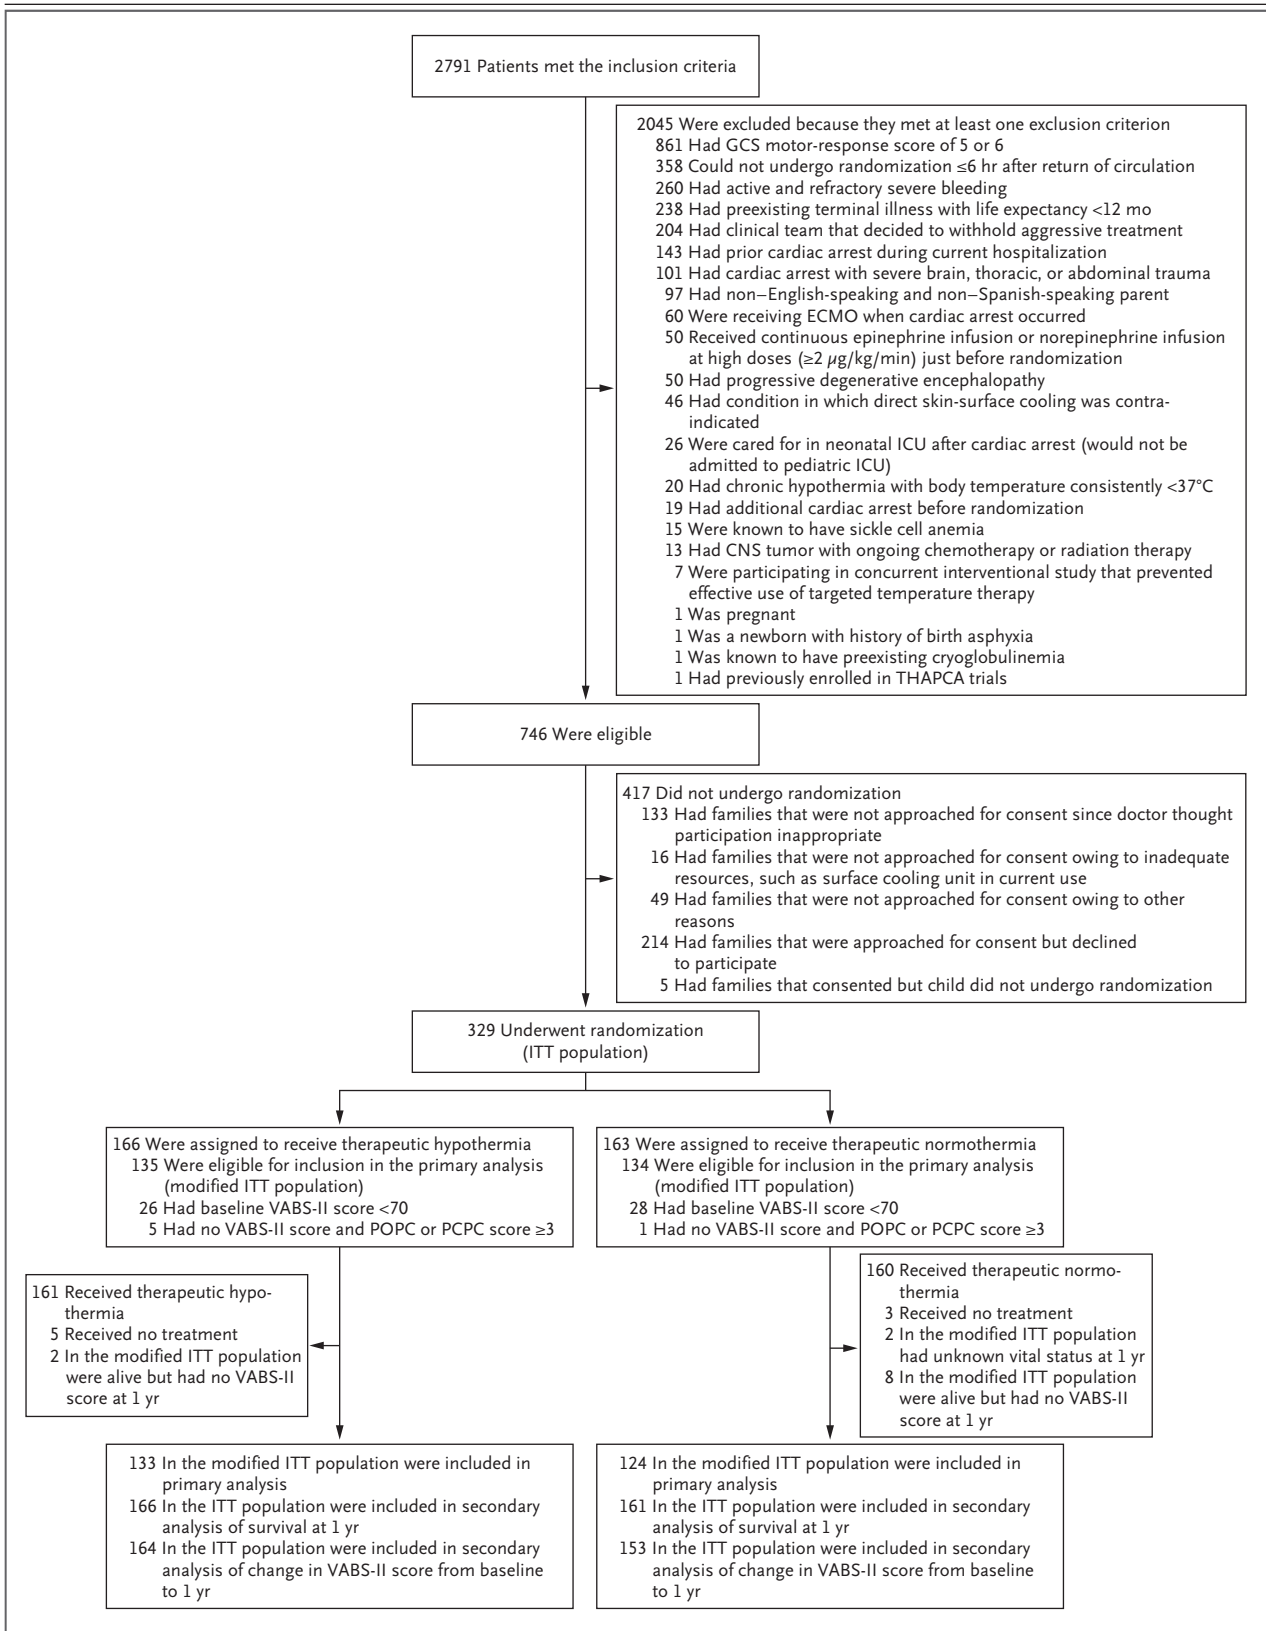 2791 Patients met the inclusion criteria
2045 Were excluded because they met at least one exclusion criterion
861 Had GCS motor-response score of 5 or 6
358 Could not undergo randomization ≤6 hr after return of circulation
260 Had active and refractory severe bleeding
238 Had preexisting terminal illness with life expectancy <12 mo
204 Had clinical team that decided to withhold aggressive treatment
143 Had prior cardiac arrest during current hospitalization
101 Had cardiac arrest with severe brain, thoracic, or abdominal trauma
97 Had non–English-speaking and non–Spanish-speaking parent
60 Were receiving ECMO when cardiac arrest occurred
50 Received continuous epinephrine infusion or norepinephrine infusion
at high doses (≥2 µg/kg/min) just before randomization
50 Had progressive degenerative encephalopathy
46 Had condition in which direct skin-surface cooling was contra-
indicated
26 Were cared for in neonatal ICU after cardiac arrest (would not be
admitted to pediatric ICU)
20 Had chronic hypothermia with body temperature consistently <37°C
19 Had additional cardiac arrest before randomization
15 Were known to have sickle cell anemia
13 Had CNS tumor with ongoing chemotherapy or radiation therapy
7 Were participating in concurrent interventional study that prevented
effective use of targeted temperature therapy
1 Was pregnant
1 Was a newborn with history of birth asphyxia
1 Was known to have preexisting cryoglobulinemia
1 Had previously enrolled in THAPCA trials
746 Were eligible
417 Did not undergo randomization
133 Had families that were not approached for consent since doctor thought
participation inappropriate
16 Had families that were not approached for consent owing to inadequate
resources, such as surface cooling unit in current use
49 Had families that were not approached for consent owing to other
reasons
214 Had families that were approached for consent but declined
to participate
5 Had families that consented but child did not undergo randomization
329 Underwent randomization
(ITT population)
166 Were assigned to receive therapeutic hypothermia
135 Were eligible for inclusion in the primary analysis
(modified ITT population)
26 Had baseline VABS-II score <70
5 Had no VABS-II score and POPC or PCPC score ≥3
163 Were assigned to receive therapeutic normothermia
134 Were eligible for inclusion in the primary analysis
(modified ITT population)
28 Had baseline VABS-II score <70
1 Had no VABS-II score and POPC or PCPC score ≥3
161 Received therapeutic hypo-
thermia
5 Received no treatment
2 In the modified ITT population
were alive but had no VABS-II
score at 1 yr
160 Received therapeutic normo-
thermia
3 Received no treatment
2 In the modified ITT population
had unknown vital status at 1 yr
8 In the modified ITT population
were alive but had no VABS-II
score at 1 yr
133 In the modified ITT population were included in
primary analysis
166 In the ITT population were included in secondary
analysis of survival at 1 yr
164 In the ITT population were included in secondary
analysis of change in VABS-II score from baseline
to 1 yr
124 In the modified ITT population were included in
primary analysis
161 In the ITT population were included in secondary
analysis of survival at 1 yr
153 In the ITT population were included in secondary
analysis of change in VABS-II score from baseline
to 1 yr